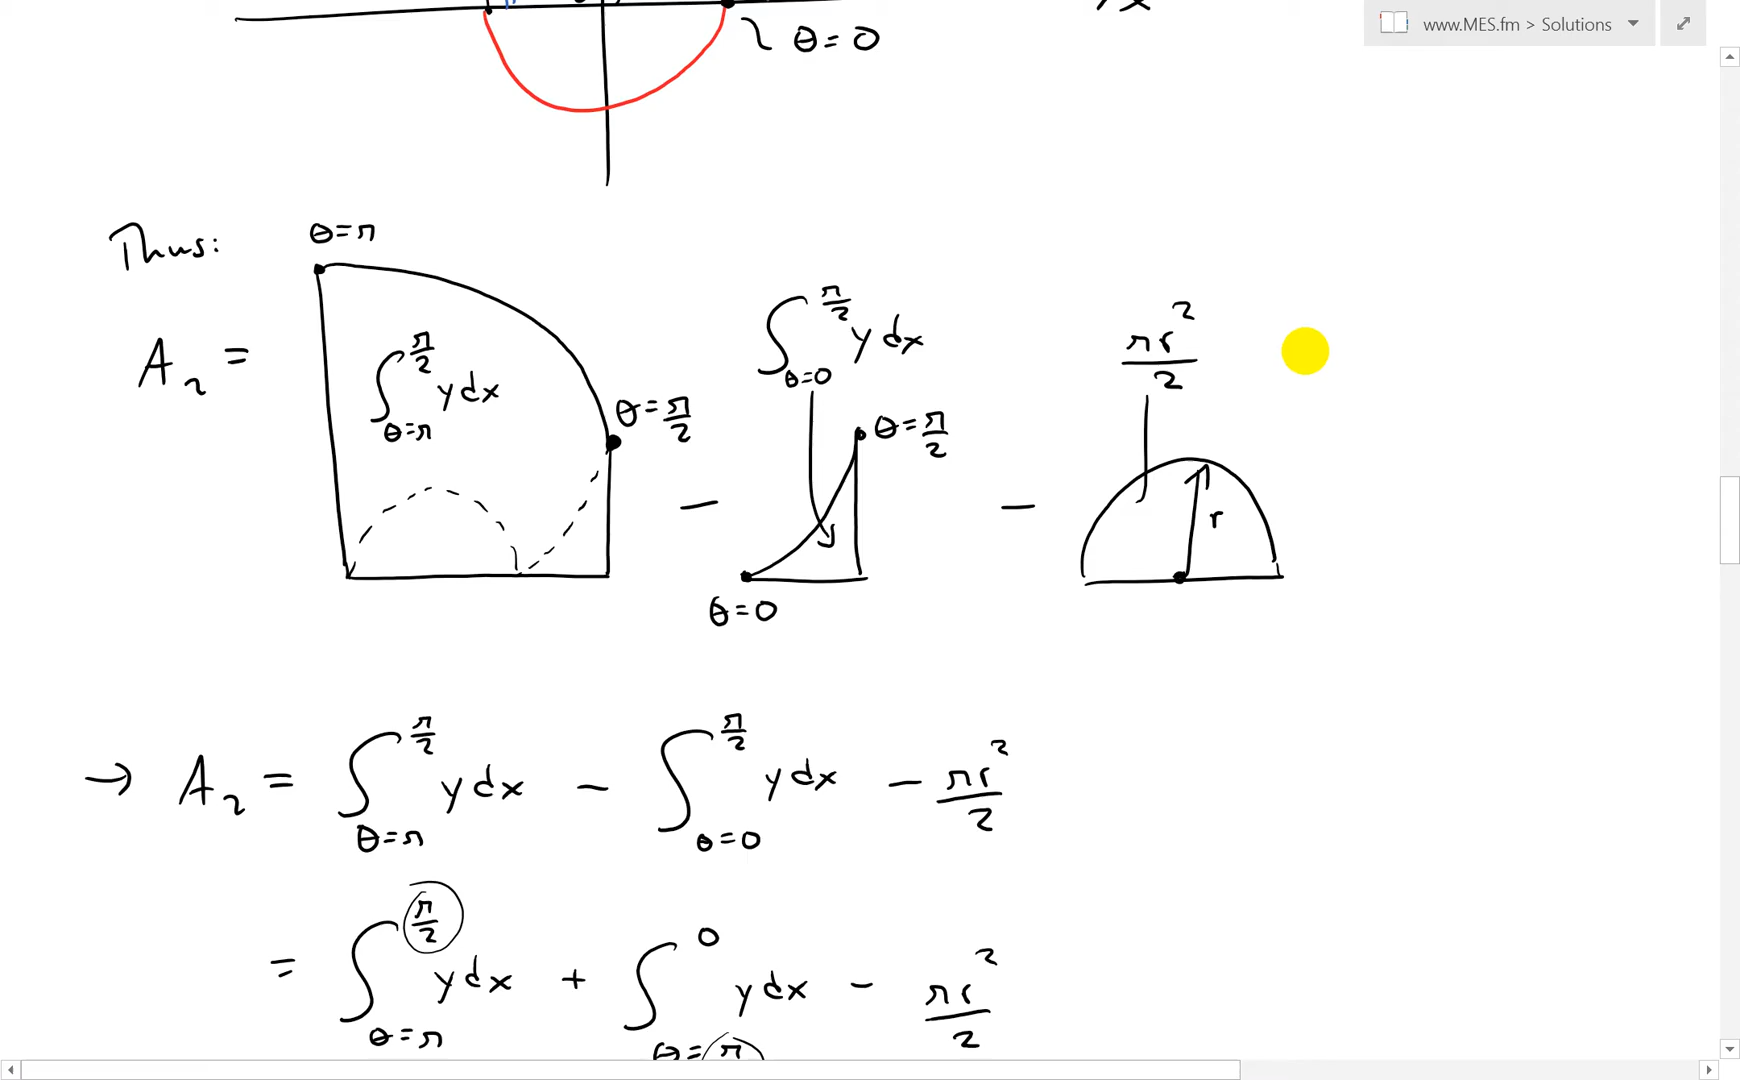 www.MES.fm > Solutions
x
θ = 0
Thus:
θ = π
A₂ =
∫_{θ=π}^{π/2} y dx
θ = π/2
−
∫_{θ=0}^{π/2} y dx
θ = π/2
θ = 0
−
πr²/2
r
→ A₂ = ∫_{θ=π}^{π/2} y dx − ∫_{θ=0}^{π/2} y dx − πr²/2
= ∫_{θ=π}^{π/2} y dx + ∫_{θ=π}^{0} y dx − πr²/2